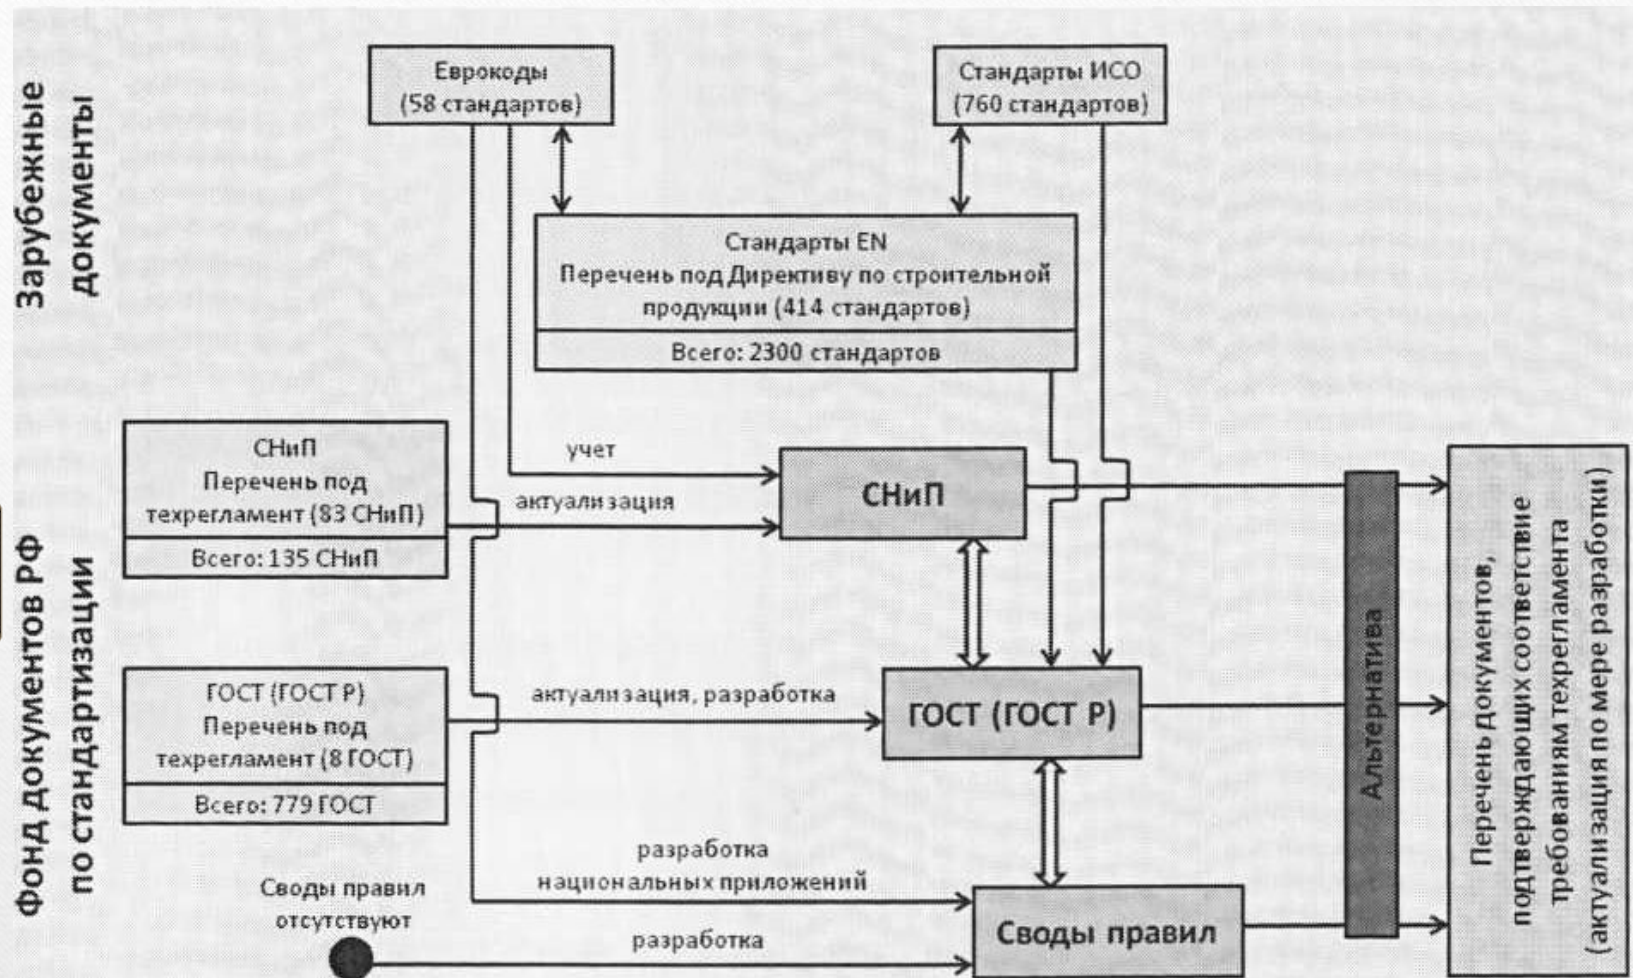 Зарубежные
документы
Еврокоды
(58 стандартов)
Стандарты ИСО
(760 стандартов)
Стандарты EN
Перечень под Директиву по строительной
продукции (414 стандартов)
Всего: 2300 стандартов
Фонд документов РФ
по стандартизации
СНиП
Перечень под
техрегламент (83 СНиП)
Всего: 135 СНиП
учет
актуализация
СНиП
ГОСТ (ГОСТ Р)
Перечень под
техрегламент (8 ГОСТ)
Всего: 779 ГОСТ
актуализация, разработка
ГОСТ (ГОСТ Р)
Своды правил
отсутствуют
разработка
национальных приложений
разработка
Своды правил
Альтернатива
Перечень документов,
подтверждающих соответствие
требованиям техрегламента
(актуализация по мере разработки)